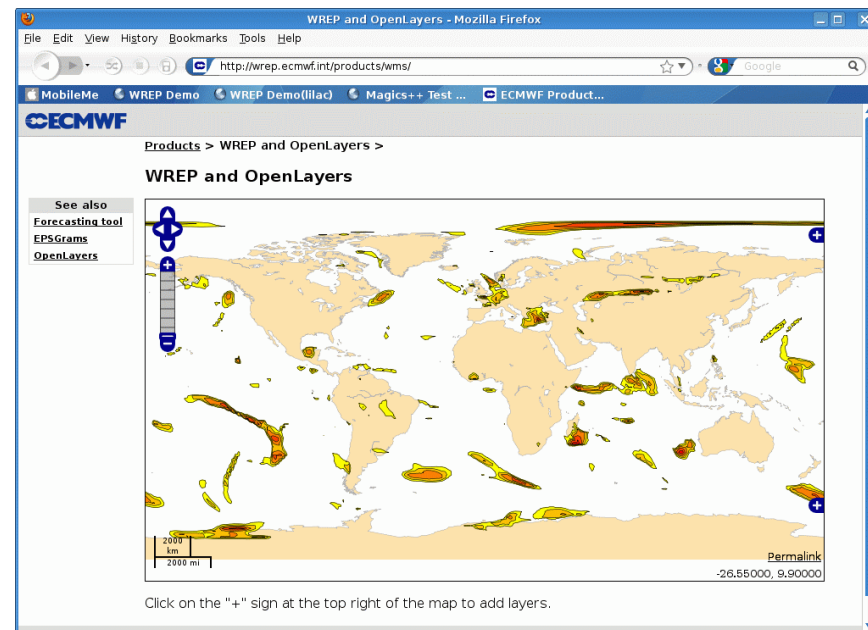 WREP and OpenLayers - Mozilla Firefox
File Edit View History Bookmarks Tools Help
http://wrep.ecmwf.int/products/wms/
Google
MobileMe WREP Demo WREP Demo(lilac) Magics++ Test ... ECMWF Product...
ECMWF
Products > WREP and OpenLayers >
WREP and OpenLayers
See also
Forecasting tool
EPSGrams
OpenLayers
2000
km
2000 mi
Permalink
-26.55000, 9.90000
Click on the "+" sign at the top right of the map to add layers.